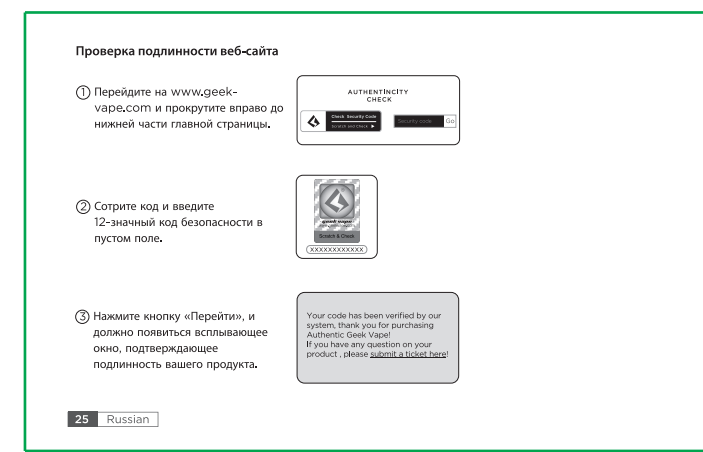 Проверка подлинности веб-сайта
① Перейдите на www.geek-
vape.com и прокрутите вправо до
нижней части главной страницы.
AUTHENTINCITY
CHECK
Check Security Code
Scratch and Check ▶
Security code
Go
② Сотрите код и введите
12-значный код безопасности в
пустом поле.
geek vape
Scratch & Check
XXXXXXXXXXXX
③ Нажмите кнопку «Перейти», и
должно появиться всплывающее
окно, подтверждающее
подлинность вашего продукта.
Your code has been verified by our
system, thank you for purchasing
Authentic Geek Vape!
If you have any question on your
product , please submit a ticket here!
25 Russian